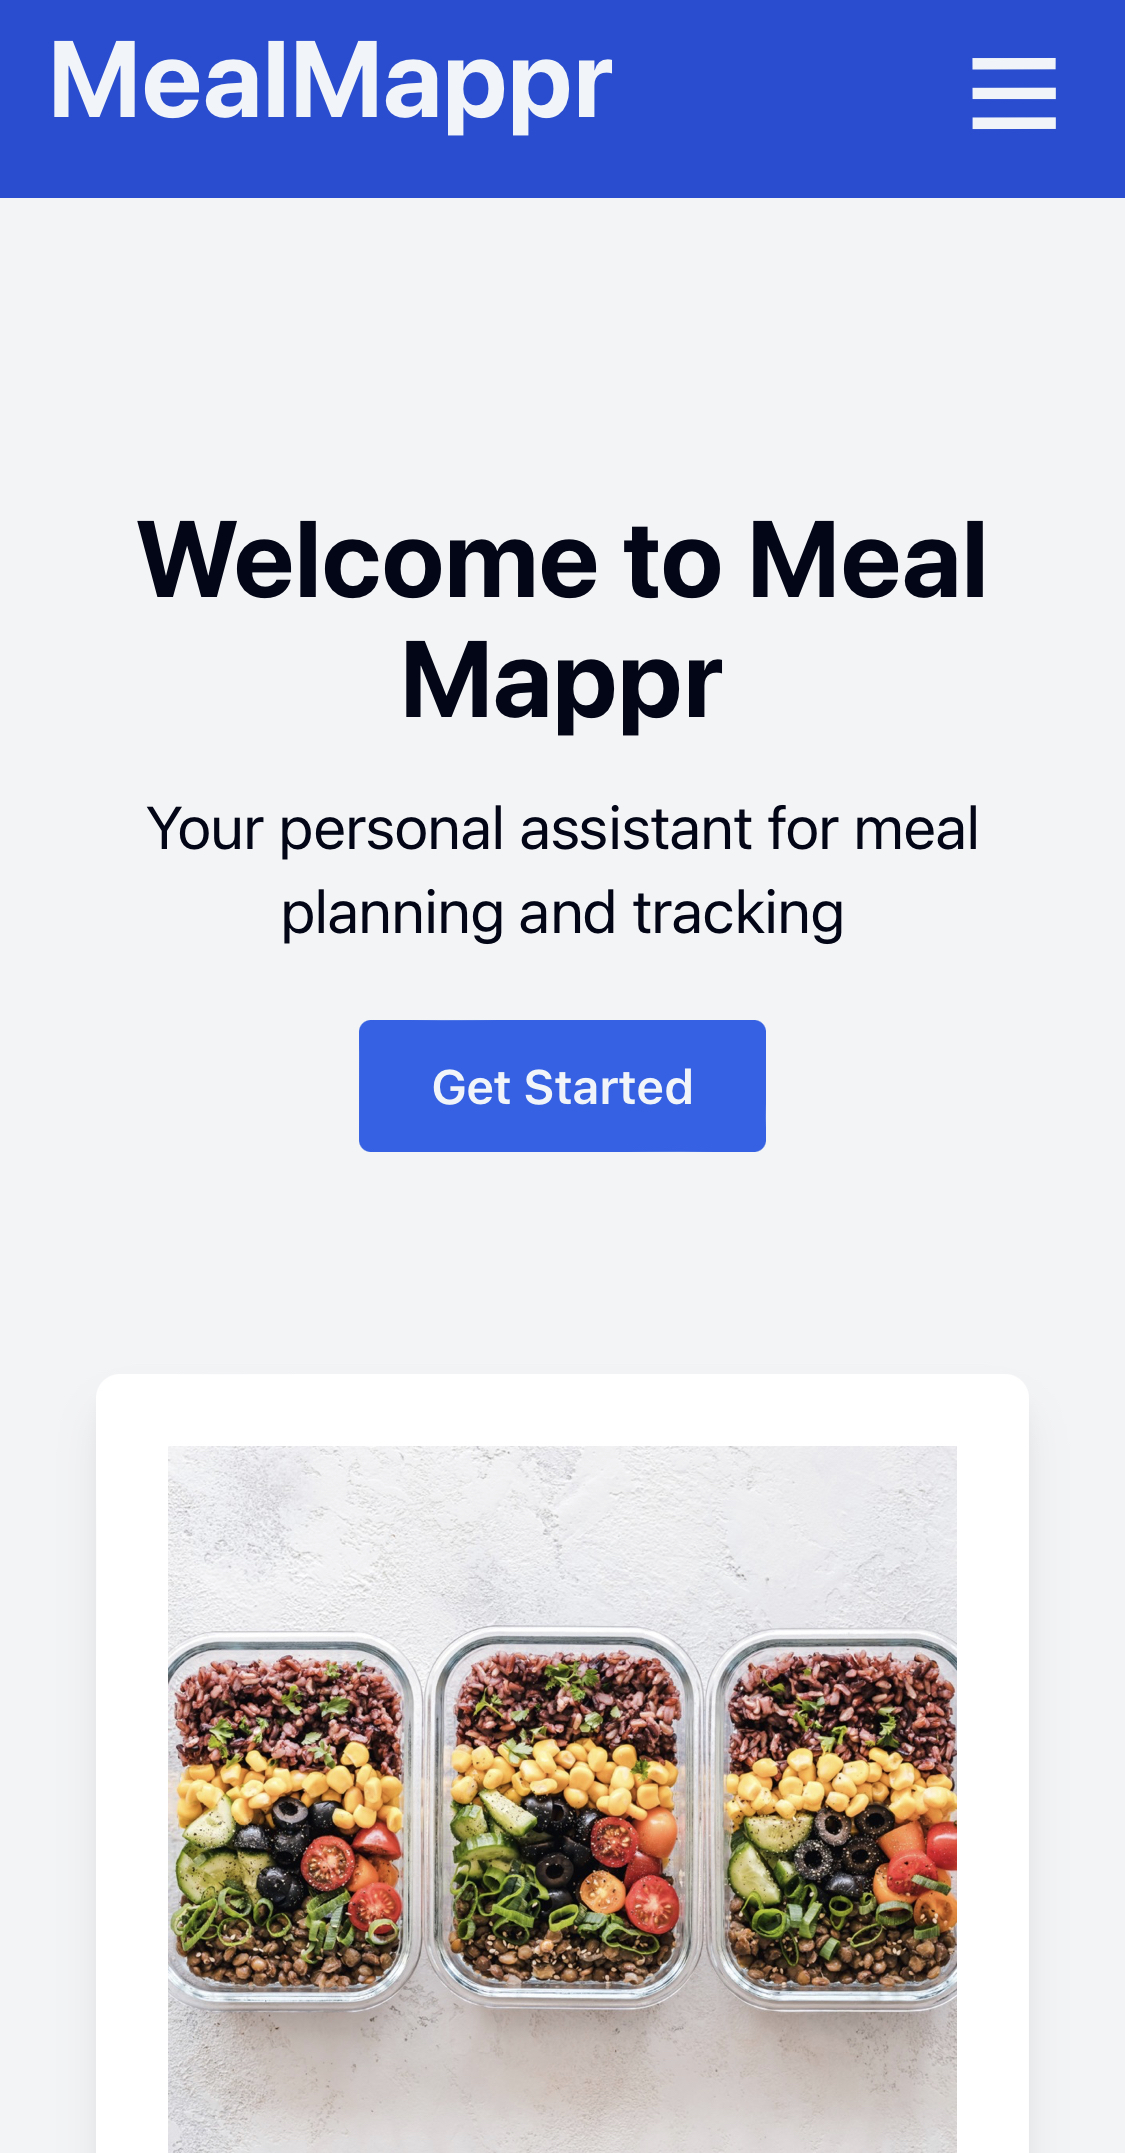 MealMappr
Welcome to Meal
Mappr
Your personal assistant for meal
planning and tracking
Get Started